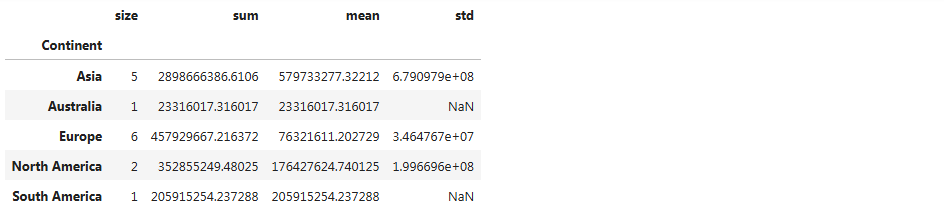 size sum mean std
Continent
Asia 5 2898666386.6106 579733277.32212 6.790979e+08
Australia 1 23316017.316017 23316017.316017 NaN
Europe 6 457929667.216372 76321611.202729 3.464767e+07
North America 2 352855249.48025 176427624.740125 1.996696e+08
South America 1 205915254.237288 205915254.237288 NaN